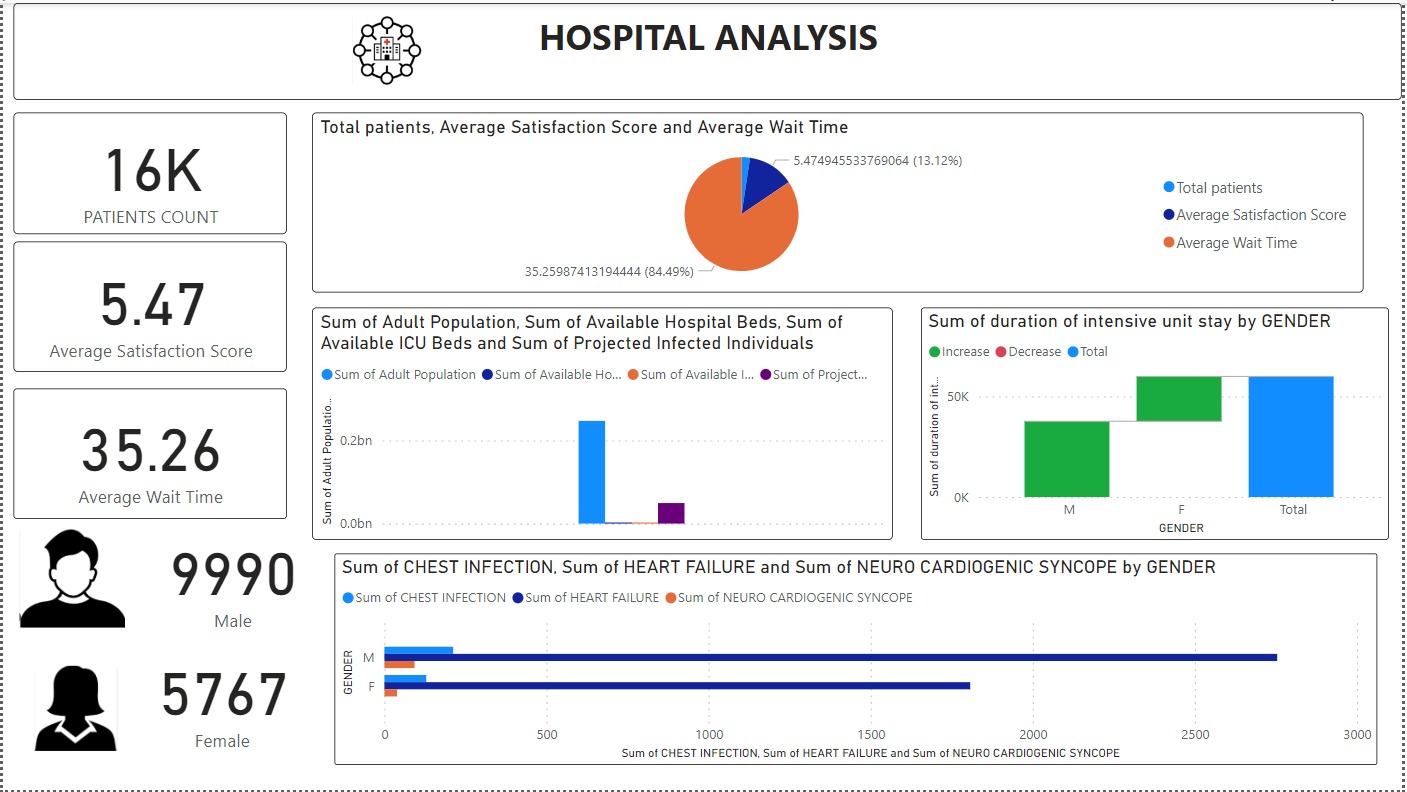 HOSPITAL ANALYSIS
16K
PATIENTS COUNT
5.47
Average Satisfaction Score
35.26
Average Wait Time
9990
Male
5767
Female
Total patients, Average Satisfaction Score and Average Wait Time
5.474945533769064 (13.12%)
35.25987413194444 (84.49%)
Total patients
Average Satisfaction Score
Average Wait Time
Sum of Adult Population, Sum of Available Hospital Beds, Sum of
Available ICU Beds and Sum of Projected Infected Individuals
Sum of Adult Population Sum of Available Ho... Sum of Available I... Sum of Project...
Sum of Adult Populatio...
0.2bn
0.0bn
Sum of duration of intensive unit stay by GENDER
Increase Decrease Total
Sum of duration of int...
50K
0K
M F Total
GENDER
Sum of CHEST INFECTION, Sum of HEART FAILURE and Sum of NEURO CARDIOGENIC SYNCOPE by GENDER
Sum of CHEST INFECTION Sum of HEART FAILURE Sum of NEURO CARDIOGENIC SYNCOPE
GENDER
M
F
0 500 1000 1500 2000 2500 3000
Sum of CHEST INFECTION, Sum of HEART FAILURE and Sum of NEURO CARDIOGENIC SYNCOPE